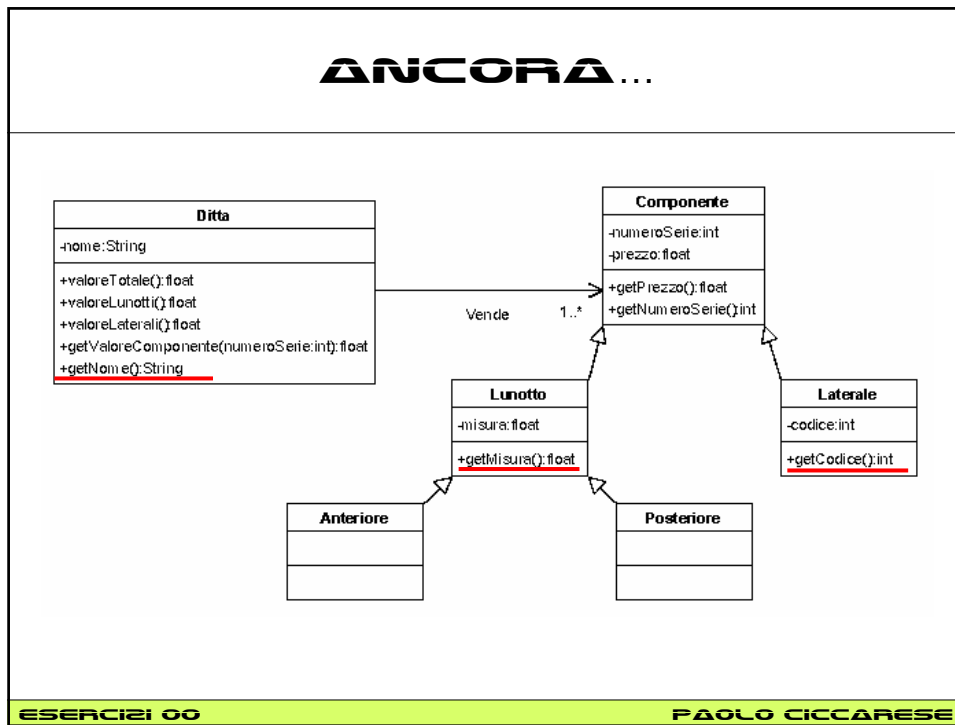 ANCORA...
Ditta
-nome:String
+valoreTotale():float
+valoreLunotti():float
+valoreLaterali():float
+getValoreComponente(numeroSerie:int):float
+getNome():String
Vende 1..*
Componente
-numeroSerie:int
-prezzo:float
+getPrezzo():float
+getNumeroSerie():int
Lunotto
-misura:float
+getMisura():float
Laterale
-codice:int
+getCodice():int
Anteriore
Posteriore
ESERCIZI OO PAOLO CICCARESE